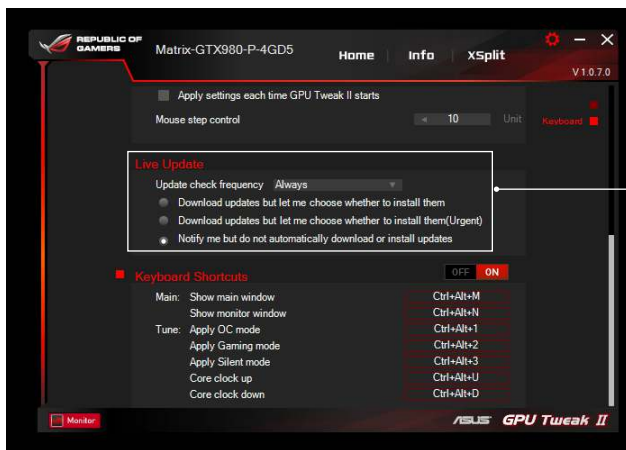 REPUBLIC OF
GAMERS
Matrix-GTX980-P-4GD5
Home
Info
XSplit
V 1.0.7.0
Apply settings each time GPU Tweak II starts
Mouse step control
10
Unit
Keyboard
Live Update
Update check frequency Always
Download updates but let me choose whether to install them
Download updates but let me choose whether to install them(Urgent)
Notify me but do not automatically download or install updates
Keyboard Shortcuts
OFF ON
Main: Show main window Ctrl+Alt+M
Show monitor window Ctrl+Alt+N
Tune: Apply OC mode Ctrl+Alt+1
Apply Gaming mode Ctrl+Alt+2
Apply Silent mode Ctrl+Alt+3
Core clock up Ctrl+Alt+U
Core clock down Ctrl+Alt+D
Monitor
ASUS GPU Tweak II